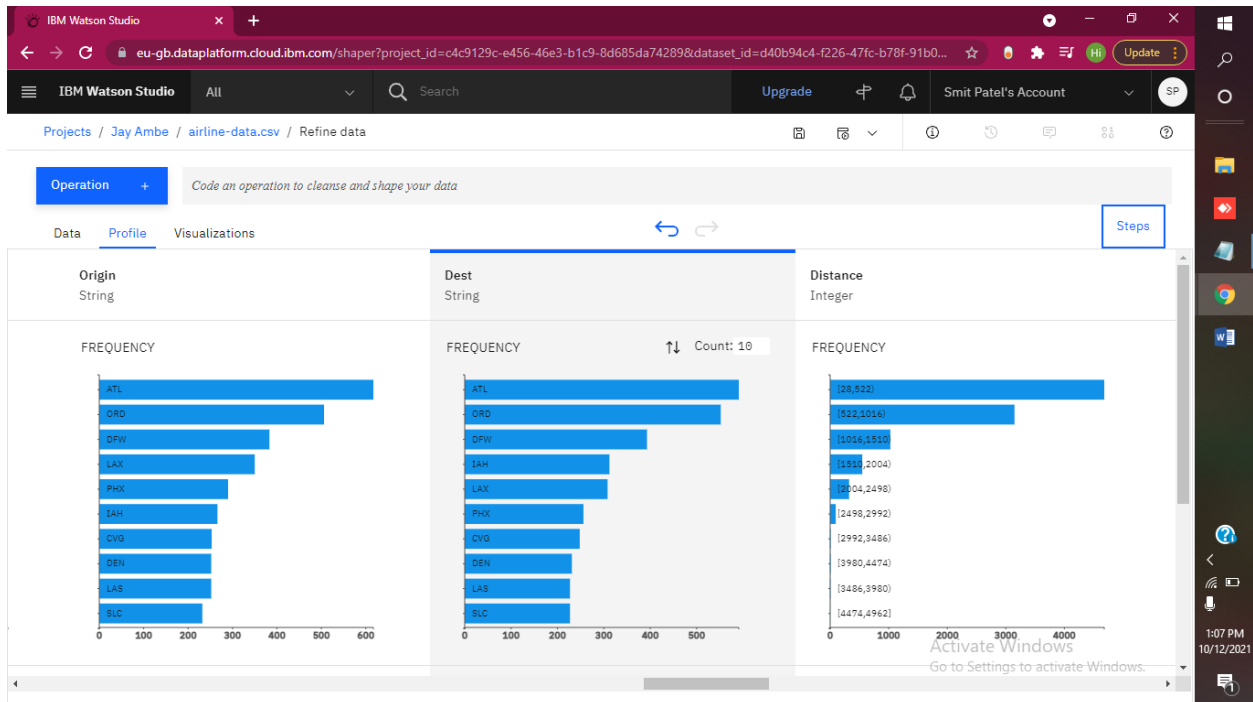 IBM Watson Studio
eu-gb.dataplatform.cloud.ibm.com/shaper?project_id=c4c9129c-e456-46e3-b1c9-8d685da74289&dataset_id=d40b94c4-f226-47fc-b78f-91b0...
Hi
Update
IBM Watson Studio
All
Search
Upgrade
Smit Patel's Account
SP
Projects / Jay Ambe / airline-data.csv / Refine data
Operation +
Code an operation to cleanse and shape your data
Data Profile Visualizations
Steps
Origin
String
FREQUENCY
ATL
ORD
DFW
LAX
PHX
IAH
CVG
DEN
LAS
SLC
0 100 200 300 400 500 600
Dest
String
FREQUENCY
Count: 10
ATL
ORD
DFW
IAH
LAX
PHX
CVG
DEN
LAS
SLC
0 100 200 300 400 500
Distance
Integer
FREQUENCY
[28,522)
[522,1016)
[1016,1510)
[1510,2004)
[2004,2498)
[2498,2992)
[2992,3486)
[3980,4474)
[3486,3980)
[4474,4962]
0 1000 2000 3000 4000
Activate Windows
Go to Settings to activate Windows.
1:07 PM
10/12/2021
1